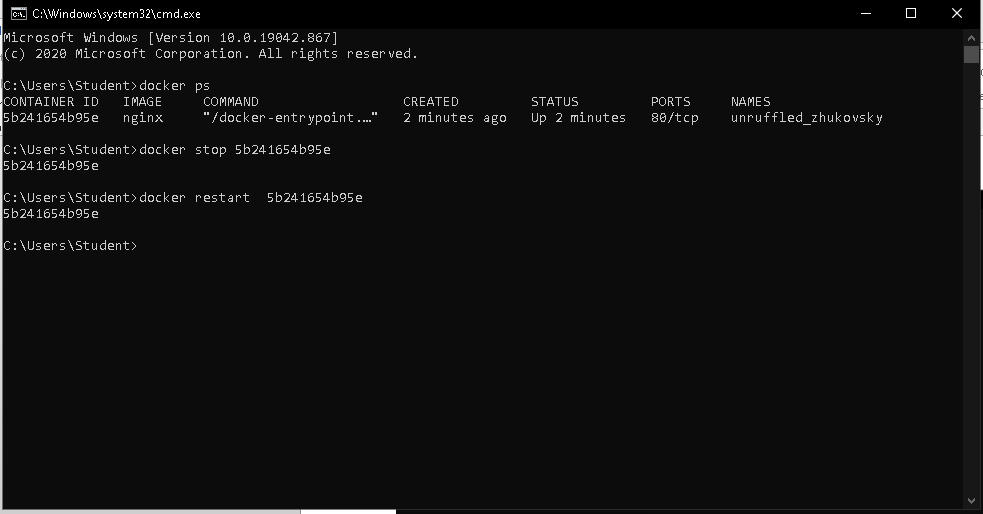 C:\Windows\system32\cmd.exe
Microsoft Windows [Version 10.0.19042.867]
(c) 2020 Microsoft Corporation. All rights reserved.
C:\Users\Student>docker ps
CONTAINER ID   IMAGE     COMMAND                  CREATED         STATUS         PORTS     NAMES
5b241654b95e   nginx     "/docker-entrypoint.…"   2 minutes ago   Up 2 minutes   80/tcp    unruffled_zhukovsky
C:\Users\Student>docker stop 5b241654b95e
5b241654b95e
C:\Users\Student>docker restart  5b241654b95e
5b241654b95e
C:\Users\Student>